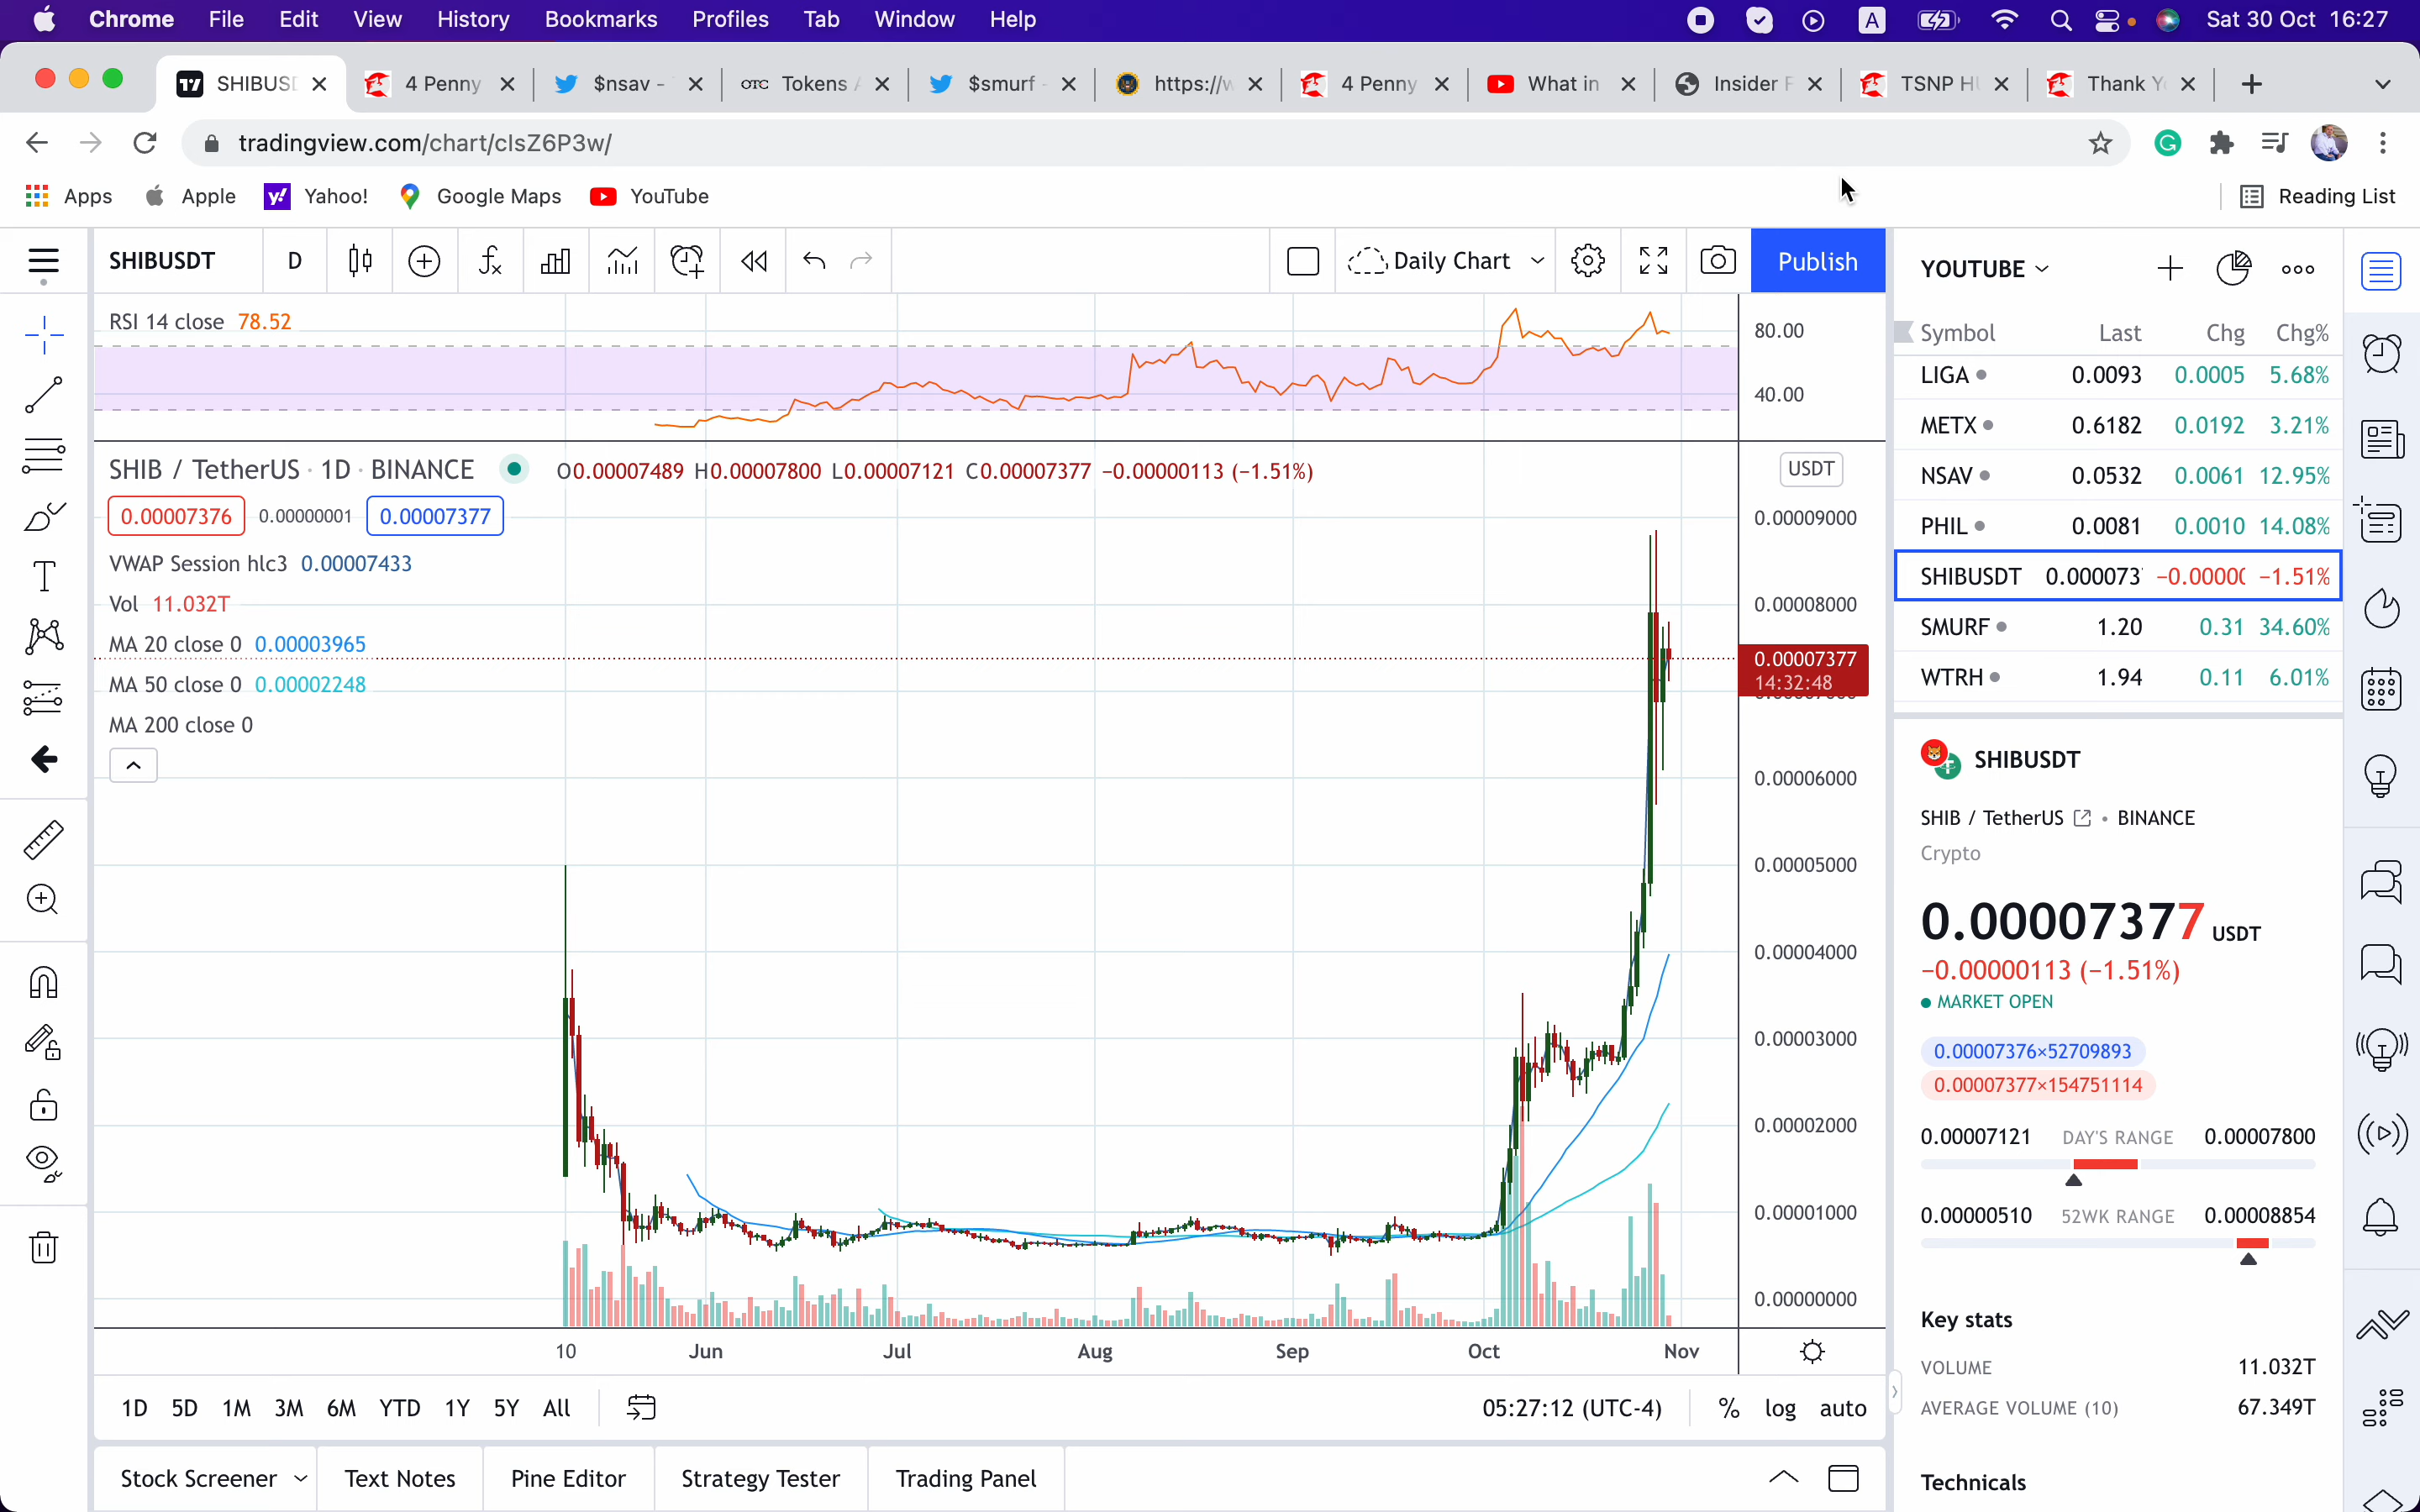 Chrome File Edit View History Bookmarks Profiles Tab Window Help A Sat 30 Oct 16:27
SHIBUSD 4 Penny $nsav - OTC Tokens $smurf - https://w 4 Penny What in Insider F TSNP Thank Yo
tradingview.com/chart/clsZ6P3w/
Apps Apple Yahoo! Google Maps YouTube Reading List
SHIBUSDT D Daily Chart Publish
RSI 14 close 78.52
80.00
40.00
SHIB / TetherUS · 1D · BINANCE O0.00007489 H0.00007800 L0.00007121 C0.00007377 −0.00000113 (−1.51%)
USDT
0.00007376 0.00000001 0.00007377
VWAP Session hlc3 0.00007433
Vol 11.032T
MA 20 close 0 0.00003965
MA 50 close 0 0.00002248
MA 200 close 0
0.00009000
0.00008000
0.00007377
14:32:48
0.00006000
0.00005000
0.00004000
0.00003000
0.00002000
0.00001000
0.00000000
10 Jun Jul Aug Sep Oct Nov
1D 5D 1M 3M 6M YTD 1Y 5Y All 05:27:12 (UTC-4) % log auto
Stock Screener Text Notes Pine Editor Strategy Tester Trading Panel
YOUTUBE
Symbol Last Chg Chg%
LIGA 0.0093 0.0005 5.68%
METX 0.6182 0.0192 3.21%
NSAV 0.0532 0.0061 12.95%
PHIL 0.0081 0.0010 14.08%
SHIBUSDT 0.000073 −0.0000 −1.51%
SMURF 1.20 0.31 34.60%
WTRH 1.94 0.11 6.01%
SHIBUSDT
SHIB / TetherUS • BINANCE
Crypto
0.00007377 USDT
−0.00000113 (−1.51%)
MARKET OPEN
0.00007376×52709893
0.00007377×154751114
0.00007121 DAY'S RANGE 0.00007800
0.00000510 52WK RANGE 0.00008854
Key stats
VOLUME 11.032T
AVERAGE VOLUME (10) 67.349T
Technicals